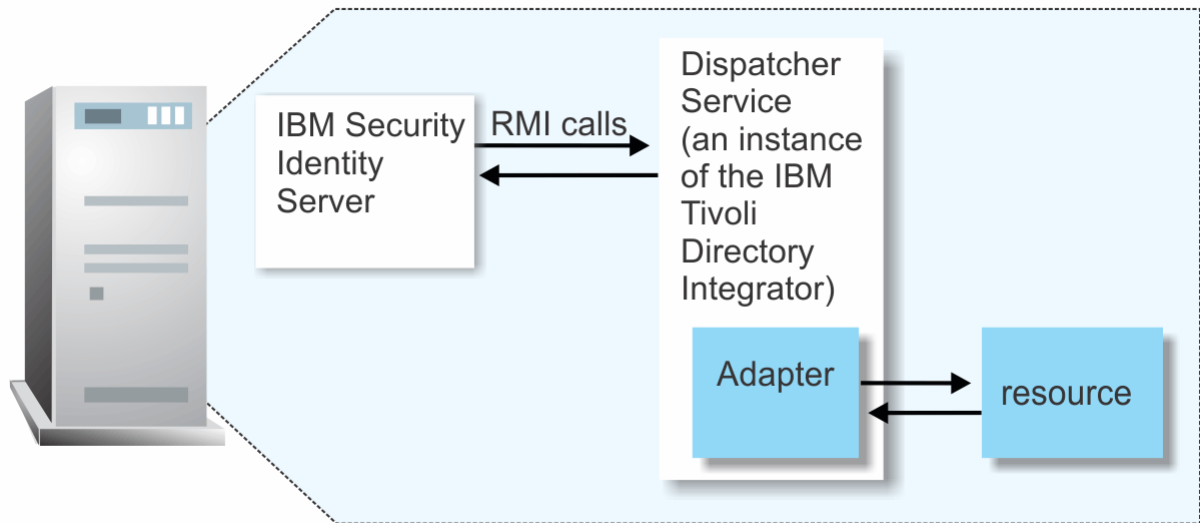 IBM Security
Identity
Server
RMI calls
Dispatcher
Service
(an instance
of the IBM
Tivoli
Directory
Integrator)
Adapter
resource